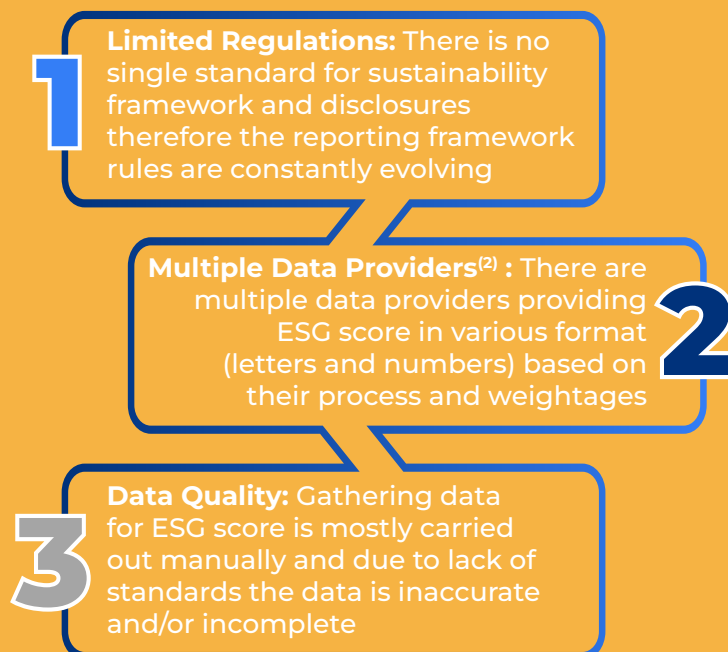 1
Limited Regulations: There is no
single standard for sustainability
framework and disclosures
therefore the reporting framework
rules are constantly evolving
Multiple Data Providers(2) : There are
multiple data providers providing
ESG score in various format
(letters and numbers) based on
their process and weightages
2
3
Data Quality: Gathering data
for ESG score is mostly carried
out manually and due to lack of
standards the data is inaccurate
and/or incomplete